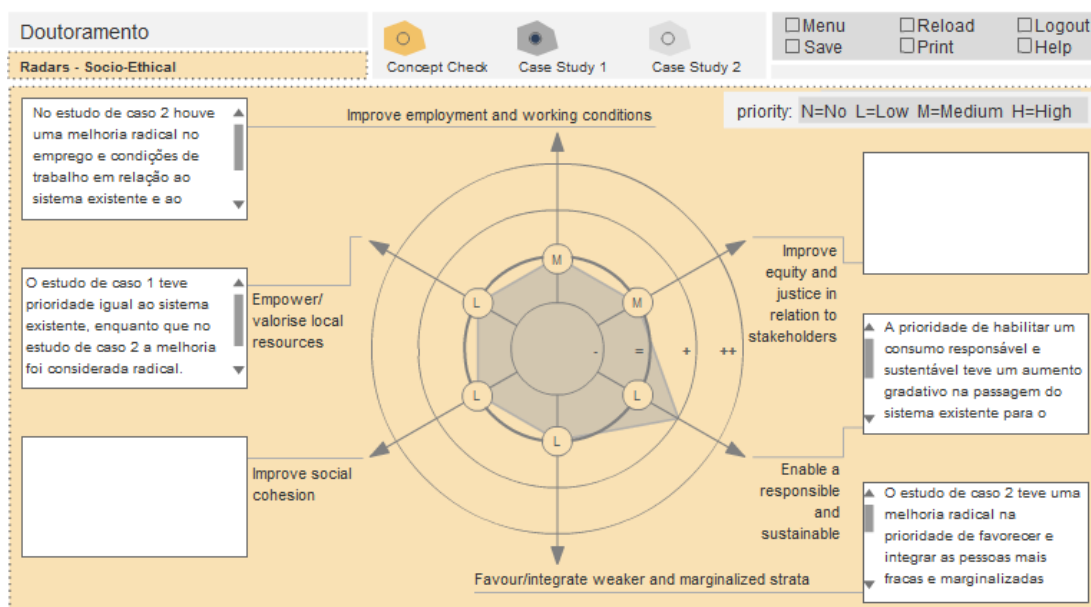 Doutoramento
Radars - Socio-Ethical
Concept Check
Case Study 1
Case Study 2
Menu
Reload
Logout
Save
Print
Help
priority: N=No L=Low M=Medium H=High
No estudo de caso 2 houve
uma melhoria radical no
emprego e condições de
trabalho em relação ao
sistema existente e ao
Improve employment and working conditions
O estudo de caso 1 teve
prioridade igual ao sistema
existente, enquanto que no
estudo de caso 2 a melhoria
foi considerada radical.
Empower/
valorise local
resources
Improve social
cohesion
M
L
M
- = + ++
L
L
L
Improve
equity and
justice in
relation to
stakeholders
A prioridade de habilitar um
consumo responsável e
sustentável teve um aumento
gradativo na passagem do
sistema existente para o
Enable a
responsible
and
sustainable
O estudo de caso 2 teve uma
melhoria radical na
prioridade de favorecer e
integrar as pessoas mais
fracas e marginalizadas
Favour/integrate weaker and marginalized strata